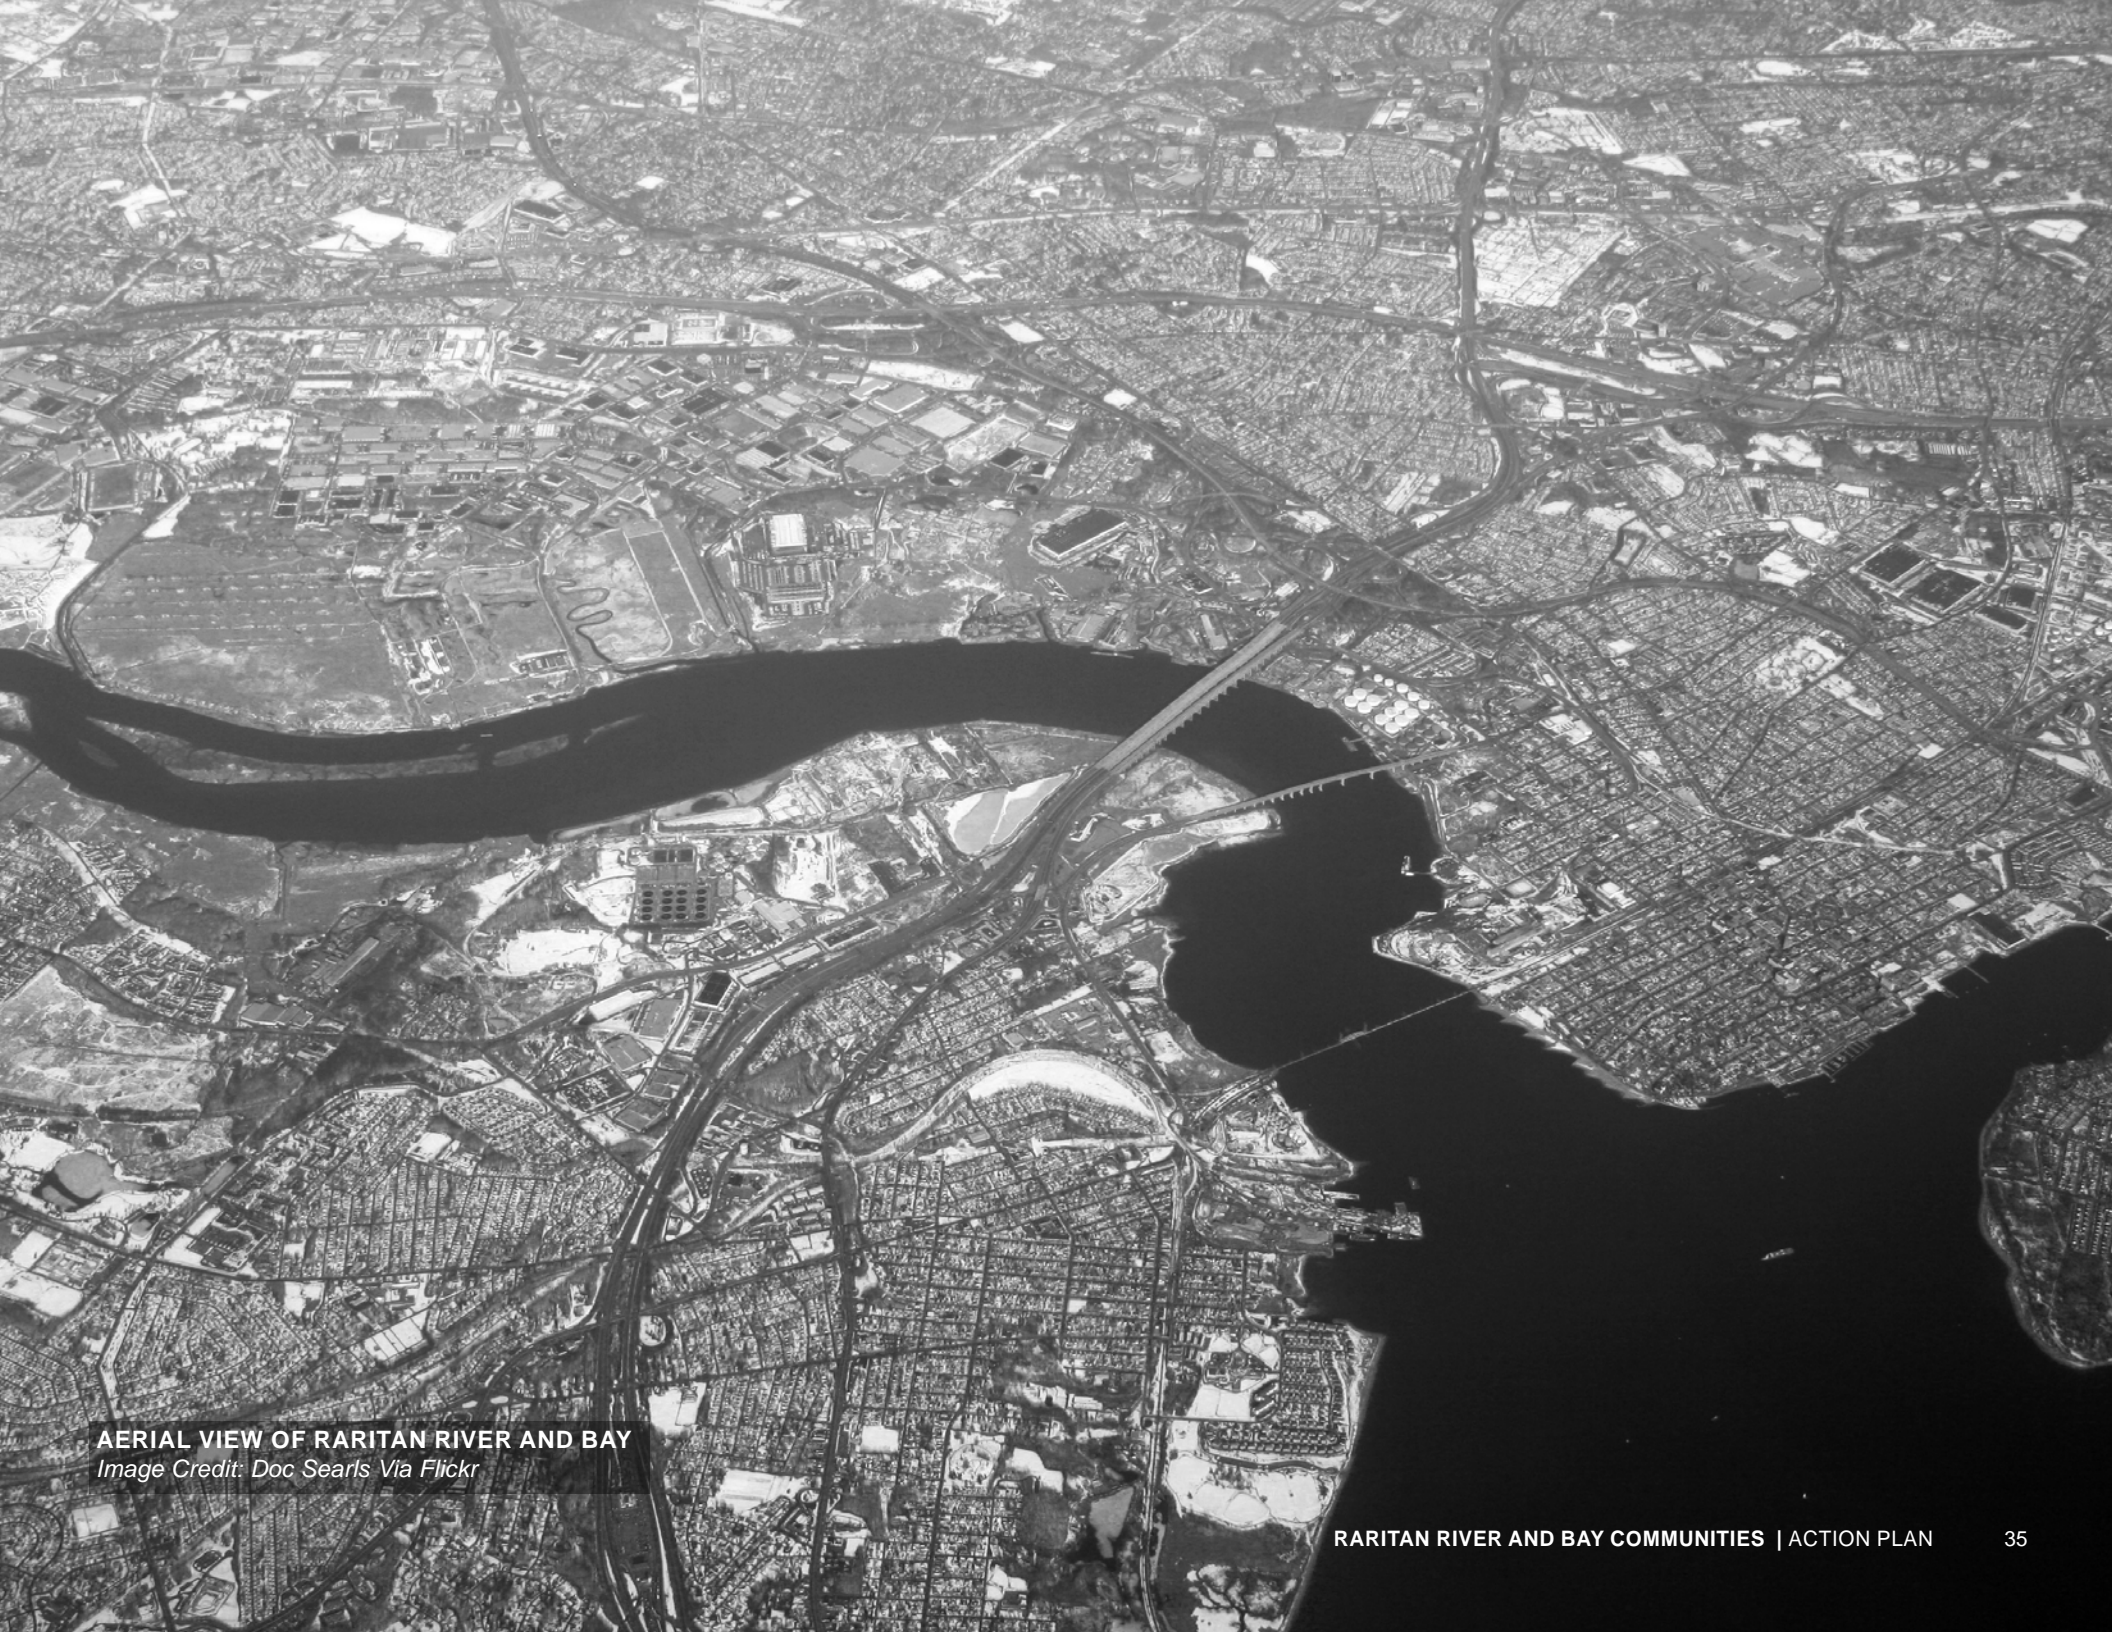 AERIAL VIEW OF RARITAN RIVER AND BAY
Image Credit: Doc Searls Via Flickr
RARITAN RIVER AND BAY COMMUNITIES | ACTION PLAN 35